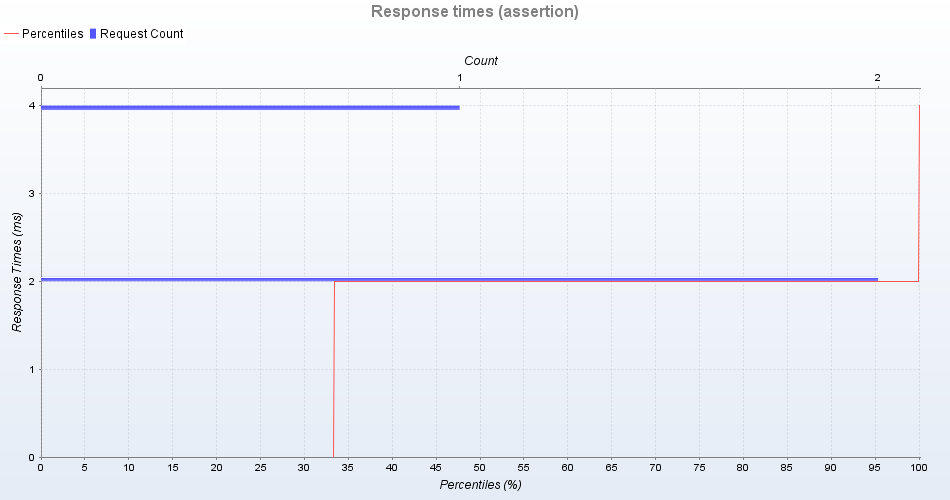 Response times (assertion)
Percentiles Request Count
Count
0 1 2
4
3
2
1
0
Response Times (ms)
0 5 10 15 20 25 30 35 40 45 50 55 60 65 70 75 80 85 90 95 100
Percentiles (%)